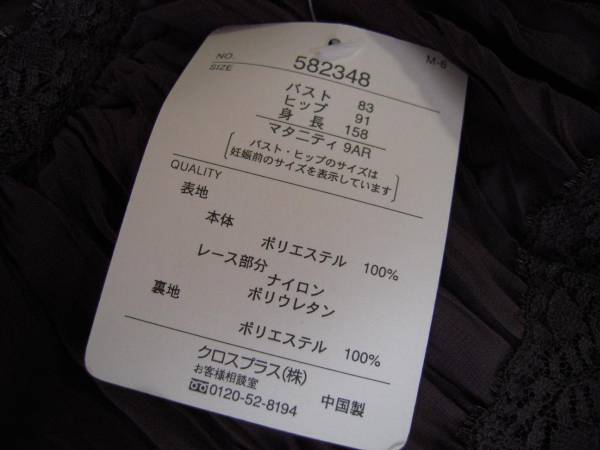 NO. 582348 M-6
SIZE
バスト 83
ヒップ 91
身長 158
マタニティ 9AR
バスト・ヒップのサイズは
妊娠前のサイズを表示しています
QUALITY
表地
本体
ポリエステル 100%
レース部分
ナイロン
裏地 ポリウレタン
ポリエステル 100%
クロスプラス(株)
お客様相談室
0120-52-8194 中国製